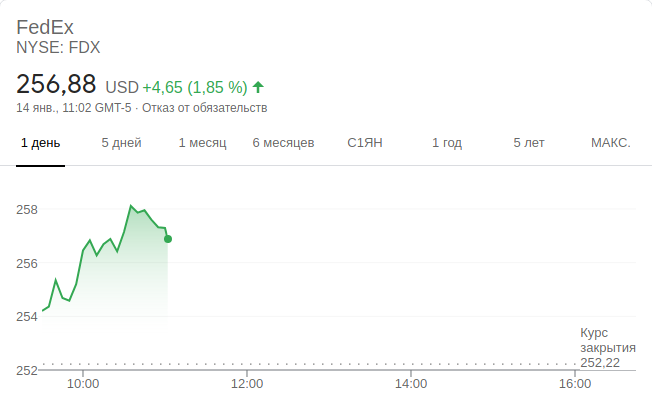 FedEx
NYSE: FDX
256,88 USD +4,65 (1,85 %)
14 янв., 11:02 GMT-5 · Отказ от обязательств
1 день 5 дней 1 месяц 6 месяцев С1ЯН 1 год 5 лет МАКС.
258
256
254
Курс
закрытия
252,22
252
10:00 12:00 14:00 16:00